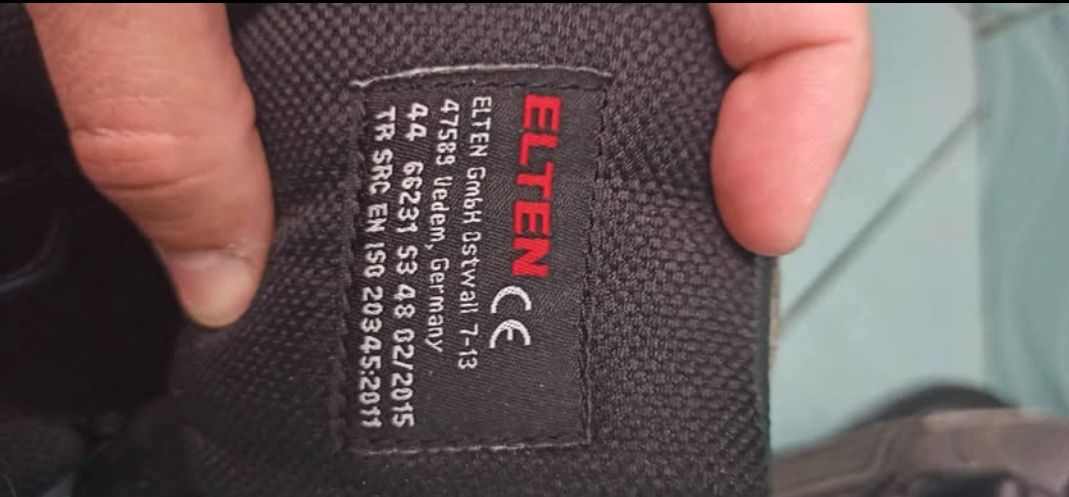 ELTEN CE
ELTEN GmbH Ostwall 7-13
47589 Uedem, Germany
44 66231 S3 48 02/2015
TR SRC EN ISO 20345:2011